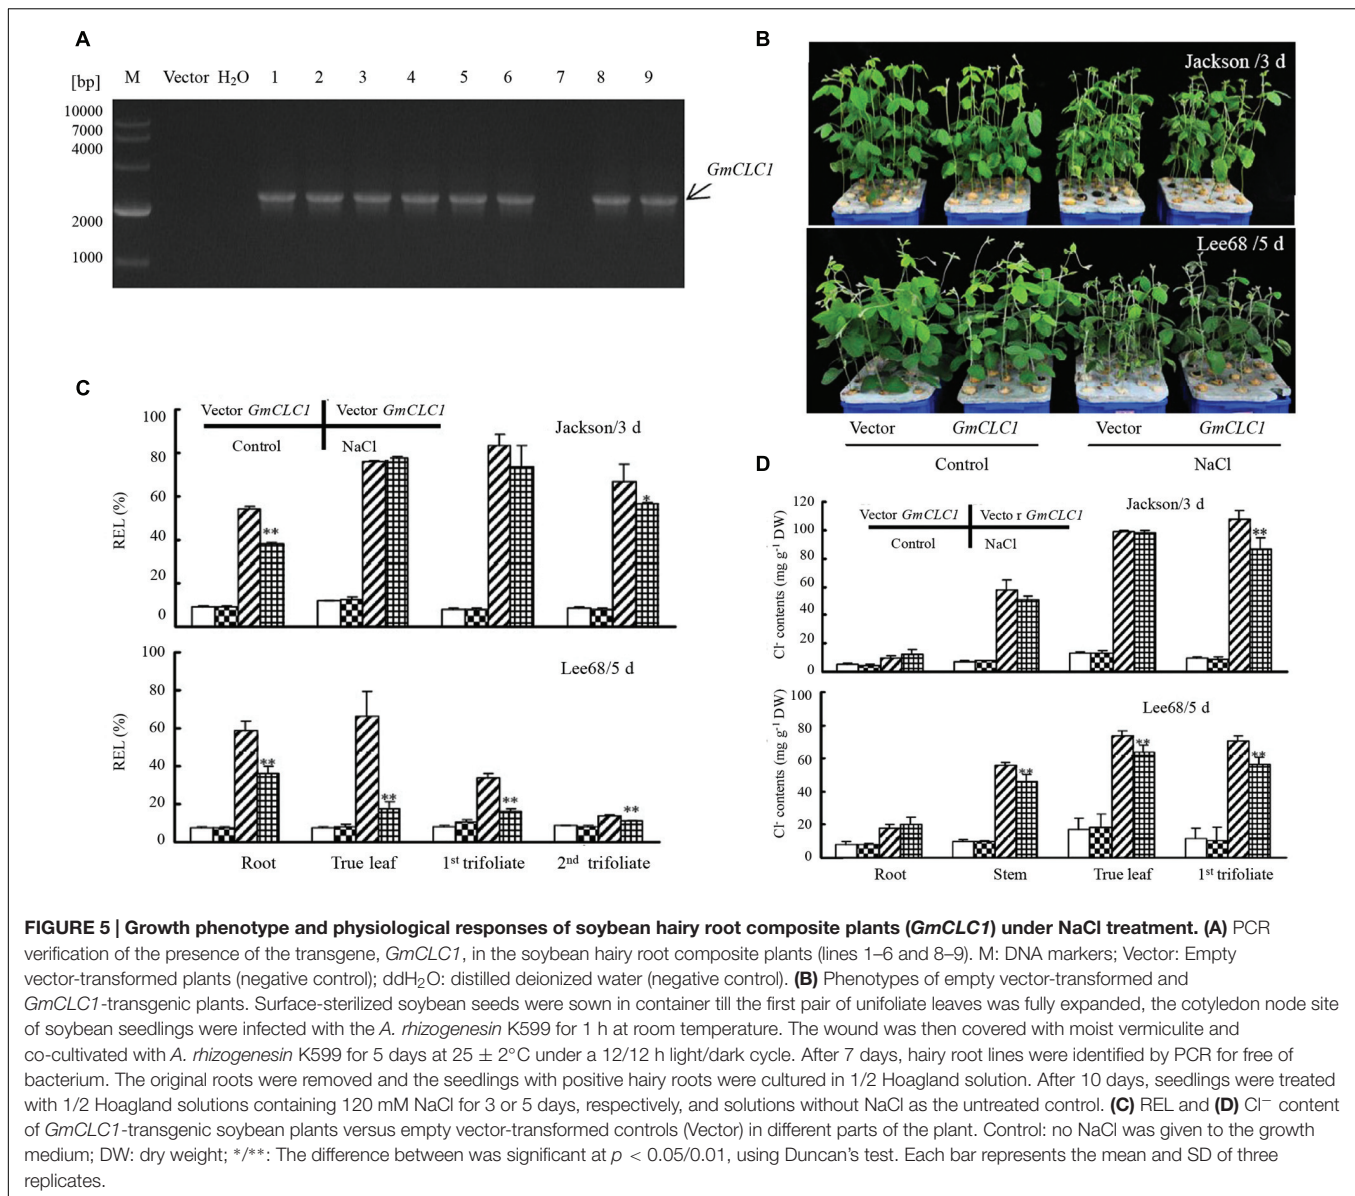 A
[bp] M Vector H2O 1 2 3 4 5 6 7 8 9
10000
7000
4000
2000
1000
GmCLC1
B
Jackson /3 d
Lee68 /5 d
Vector GmCLC1 Vector GmCLC1
Control NaCl
C
Vector GmCLC1 Vector GmCLC1
Control NaCl
Jackson/3 d
REL (%)
100
80
60
40
20
0
**
*
Lee68/5 d
REL (%)
100
80
60
40
20
0
**
**
**
**
Root True leaf 1st trifoliate 2nd trifoliate
D
Jackson/3 d
Vector GmCLC1 Vecto r GmCLC1
Control NaCl
Cl- contents (mg g-1 DW)
120
100
80
60
40
20
0
**
Lee68/5 d
Cl- contents (mg g-1 DW)
100
80
60
40
20
0
**
**
**
Root Stem True leaf 1st trifoliate
FIGURE 5 | Growth phenotype and physiological responses of soybean hairy root composite plants (GmCLC1) under NaCl treatment. (A) PCR
verification of the presence of the transgene, GmCLC1, in the soybean hairy root composite plants (lines 1–6 and 8–9). M: DNA markers; Vector: Empty
vector-transformed plants (negative control); ddH2O: distilled deionized water (negative control). (B) Phenotypes of empty vector-transformed and
GmCLC1-transgenic plants. Surface-sterilized soybean seeds were sown in container till the first pair of unifoliate leaves was fully expanded, the cotyledon node site
of soybean seedlings were infected with the A. rhizogenesin K599 for 1 h at room temperature. The wound was then covered with moist vermiculite and
co-cultivated with A. rhizogenesin K599 for 5 days at 25 ± 2°C under a 12/12 h light/dark cycle. After 7 days, hairy root lines were identified by PCR for free of
bacterium. The original roots were removed and the seedlings with positive hairy roots were cultured in 1/2 Hoagland solution. After 10 days, seedlings were treated
with 1/2 Hoagland solutions containing 120 mM NaCl for 3 or 5 days, respectively, and solutions without NaCl as the untreated control. (C) REL and (D) Cl− content
of GmCLC1-transgenic soybean plants versus empty vector-transformed controls (Vector) in different parts of the plant. Control: no NaCl was given to the growth
medium; DW: dry weight; */**: The difference between was significant at p < 0.05/0.01, using Duncan's test. Each bar represents the mean and SD of three
replicates.